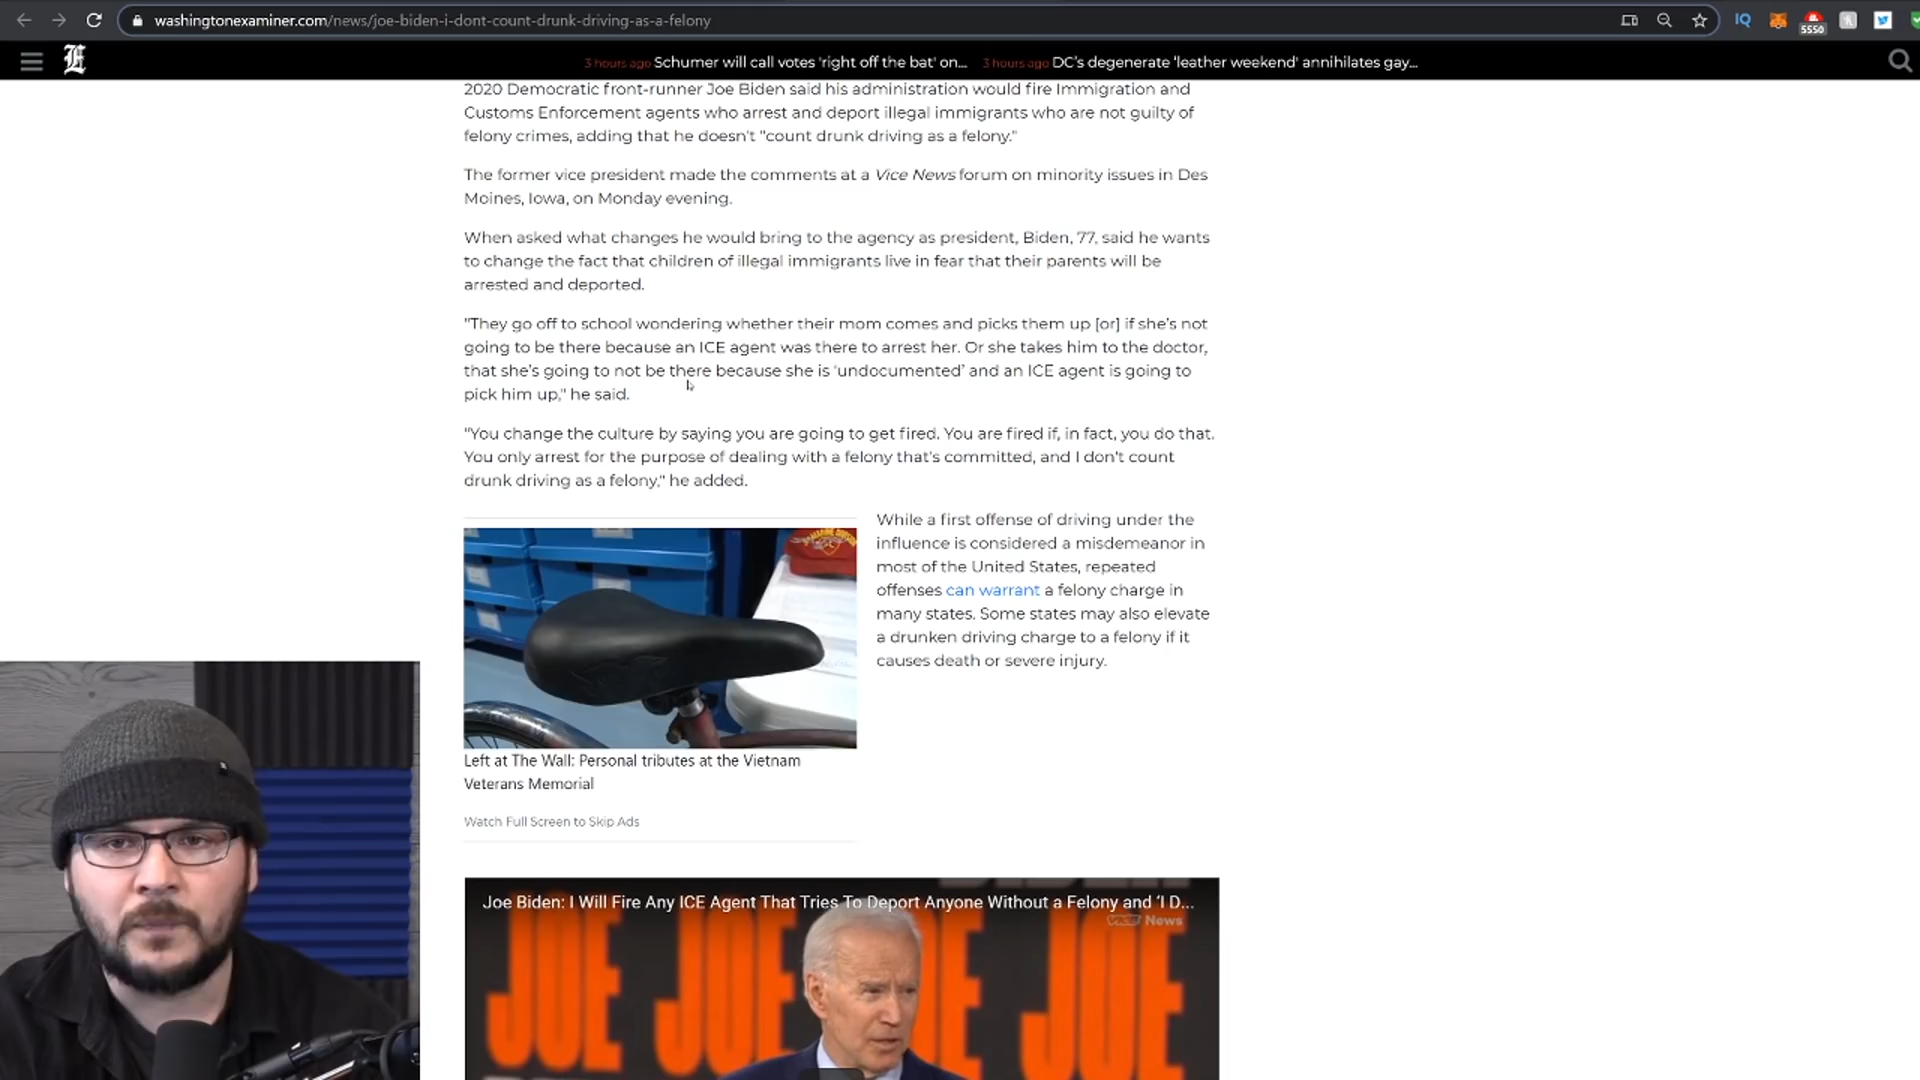 washingtonexaminer.com/news/joe-biden-i-dont-count-drunk-driving-as-a-felony
IQ
5550
E
3 hours ago Schumer will call votes 'right off the bat' on... 3 hours ago DC's degenerate 'leather weekend' annihilates gay...
2020 Democratic front-runner Joe Biden said his administration would fire Immigration and
Customs Enforcement agents who arrest and deport illegal immigrants who are not guilty of
felony crimes, adding that he doesn't "count drunk driving as a felony."
The former vice president made the comments at a Vice News forum on minority issues in Des
Moines, Iowa, on Monday evening.
When asked what changes he would bring to the agency as president, Biden, 77, said he wants
to change the fact that children of illegal immigrants live in fear that their parents will be
arrested and deported.
"They go off to school wondering whether their mom comes and picks them up [or] if she's not
going to be there because an ICE agent was there to arrest her. Or she takes him to the doctor,
that she's going to not be there because she is 'undocumented' and an ICE agent is going to
pick him up," he said.
"You change the culture by saying you are going to get fired. You are fired if, in fact, you do that.
You only arrest for the purpose of dealing with a felony that's committed, and I don't count
drunk driving as a felony," he added.
While a first offense of driving under the
influence is considered a misdemeanor in
most of the United States, repeated
offenses can warrant a felony charge in
many states. Some states may also elevate
a drunken driving charge to a felony if it
causes death or severe injury.
Left at The Wall: Personal tributes at the Vietnam
Veterans Memorial
Watch Full Screen to Skip Ads
Joe Biden: I Will Fire Any ICE Agent That Tries To Deport Anyone Without a Felony and 'I D...
VICE News
JOE JOE JOE JOE